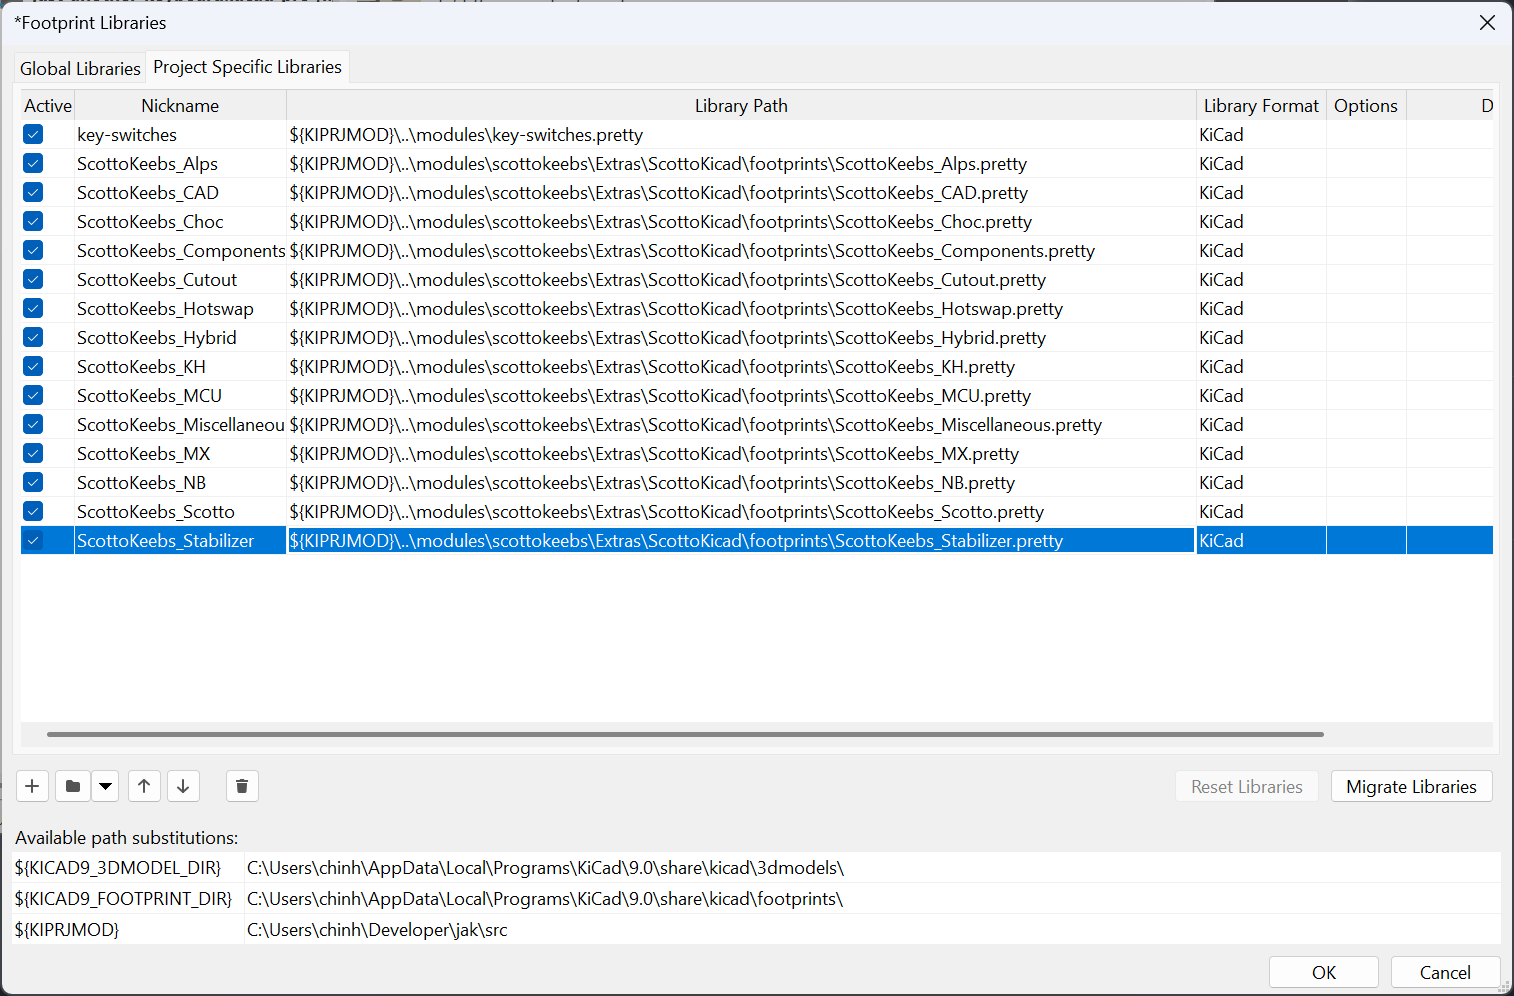 *Footprint Libraries
Global Libraries Project Specific Libraries
Active Nickname Library Path Library Format Options D
key-switches ${KIPRJMOD}\..\modules\key-switches.pretty KiCad
ScottoKeebs_Alps ${KIPRJMOD}\..\modules\scottokeebs\Extras\ScottoKicad\footprints\ScottoKeebs_Alps.pretty KiCad
ScottoKeebs_CAD ${KIPRJMOD}\..\modules\scottokeebs\Extras\ScottoKicad\footprints\ScottoKeebs_CAD.pretty KiCad
ScottoKeebs_Choc ${KIPRJMOD}\..\modules\scottokeebs\Extras\ScottoKicad\footprints\ScottoKeebs_Choc.pretty KiCad
ScottoKeebs_Components ${KIPRJMOD}\..\modules\scottokeebs\Extras\ScottoKicad\footprints\ScottoKeebs_Components.pretty KiCad
ScottoKeebs_Cutout ${KIPRJMOD}\..\modules\scottokeebs\Extras\ScottoKicad\footprints\ScottoKeebs_Cutout.pretty KiCad
ScottoKeebs_Hotswap ${KIPRJMOD}\..\modules\scottokeebs\Extras\ScottoKicad\footprints\ScottoKeebs_Hotswap.pretty KiCad
ScottoKeebs_Hybrid ${KIPRJMOD}\..\modules\scottokeebs\Extras\ScottoKicad\footprints\ScottoKeebs_Hybrid.pretty KiCad
ScottoKeebs_KH ${KIPRJMOD}\..\modules\scottokeebs\Extras\ScottoKicad\footprints\ScottoKeebs_KH.pretty KiCad
ScottoKeebs_MCU ${KIPRJMOD}\..\modules\scottokeebs\Extras\ScottoKicad\footprints\ScottoKeebs_MCU.pretty KiCad
ScottoKeebs_Miscellaneou ${KIPRJMOD}\..\modules\scottokeebs\Extras\ScottoKicad\footprints\ScottoKeebs_Miscellaneous.pretty KiCad
ScottoKeebs_MX ${KIPRJMOD}\..\modules\scottokeebs\Extras\ScottoKicad\footprints\ScottoKeebs_MX.pretty KiCad
ScottoKeebs_NB ${KIPRJMOD}\..\modules\scottokeebs\Extras\ScottoKicad\footprints\ScottoKeebs_NB.pretty KiCad
ScottoKeebs_Scotto ${KIPRJMOD}\..\modules\scottokeebs\Extras\ScottoKicad\footprints\ScottoKeebs_Scotto.pretty KiCad
ScottoKeebs_Stabilizer ${KIPRJMOD}\..\modules\scottokeebs\Extras\ScottoKicad\footprints\ScottoKeebs_Stabilizer.pretty KiCad
Reset Libraries Migrate Libraries
Available path substitutions:
${KICAD9_3DMODEL_DIR} C:\Users\chinh\AppData\Local\Programs\KiCad\9.0\share\kicad\3dmodels\
${KICAD9_FOOTPRINT_DIR} C:\Users\chinh\AppData\Local\Programs\KiCad\9.0\share\kicad\footprints\
${KIPRJMOD} C:\Users\chinh\Developer\jak\src
OK Cancel